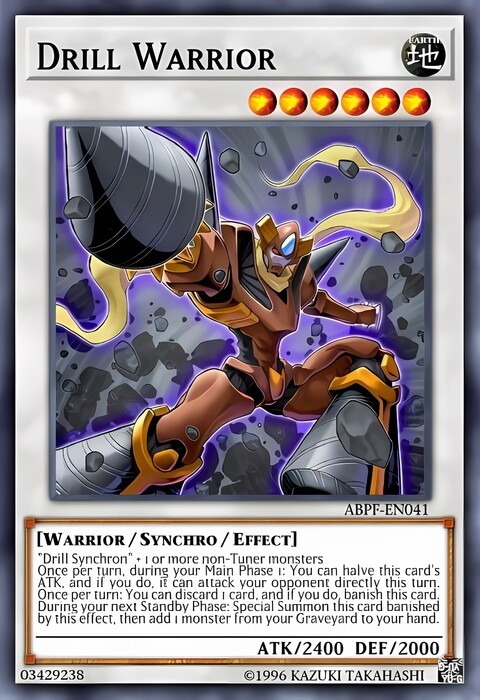 DRILL WARRIOR
EARTH
地
ABPF-EN041
[WARRIOR / SYNCHRO / EFFECT]
"Drill Synchron" + 1 or more non-Tuner monsters
Once per turn, during your Main Phase 1: You can halve this card's
ATK, and if you do, it can attack your opponent directly this turn.
Once per turn: You can discard 1 card, and if you do, banish this card.
During your next Standby Phase: Special Summon this card banished
by this effect, then add 1 monster from your Graveyard to your hand.
ATK/2400 DEF/2000
03429238
©1996 KAZUKI TAKAHASHI